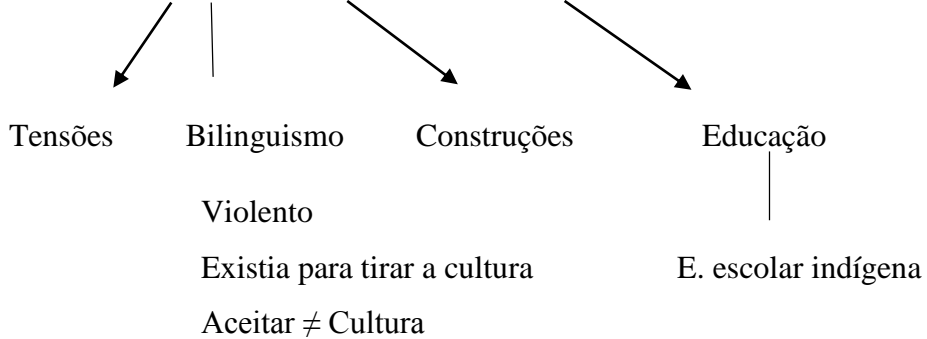 Tensões Bilinguismo Construções Educação
Violento
Existia para tirar a cultura E. escolar indígena
Aceitar ≠ Cultura